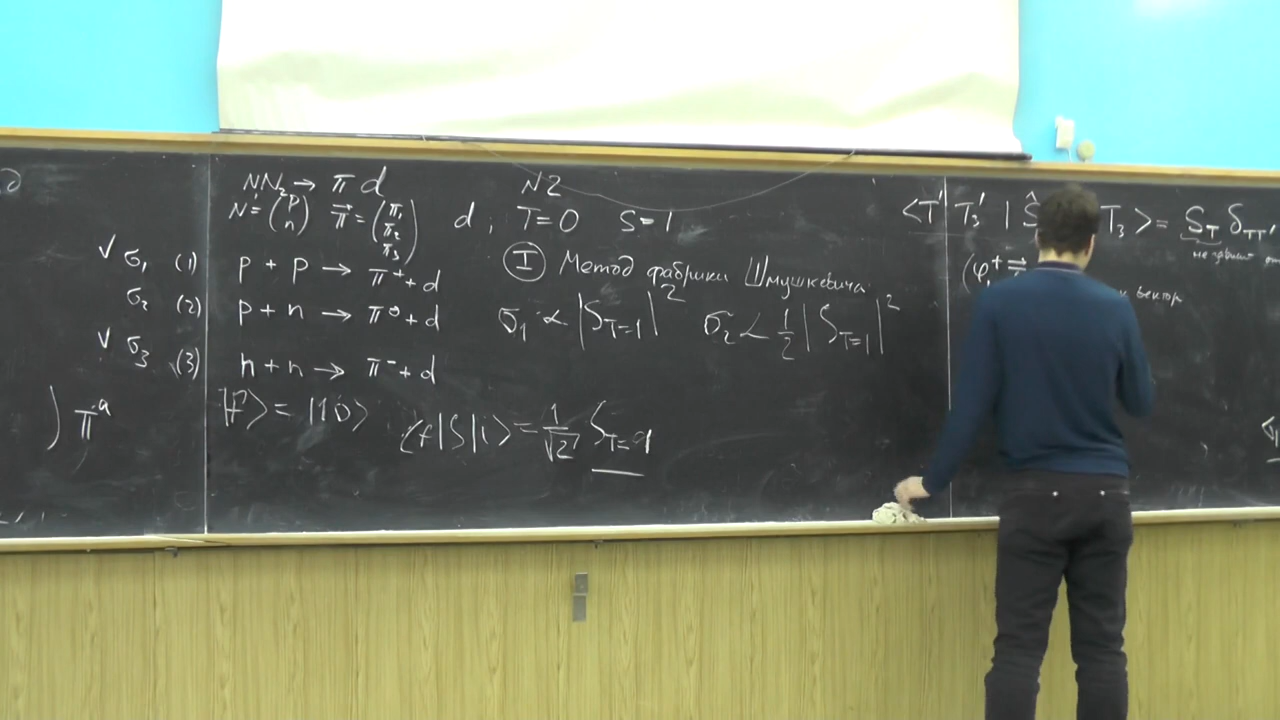 NN → π d
N = (p n) π⃗ = (π₁ π₂ π₃)
√ σ₁ (1) p + p → π⁺ + d
σ₂ (2) p + n → π⁰ + d
√ σ₃ (3) n + n → π⁻ + d
) πᵃ
= |10⟩
⟨f|S|i⟩ = 1/√2 S
N2
d; T=0 S=1
I Метод фабрики Шмушкевича
σ₁ ∝ |S_{T=1}|² σ₂ ∝ 1/2 |S_{T=1}|²
⟨T' T₃' | Ŝ T₃⟩ = S_T δ_{TT'}
не зависит от
вектор